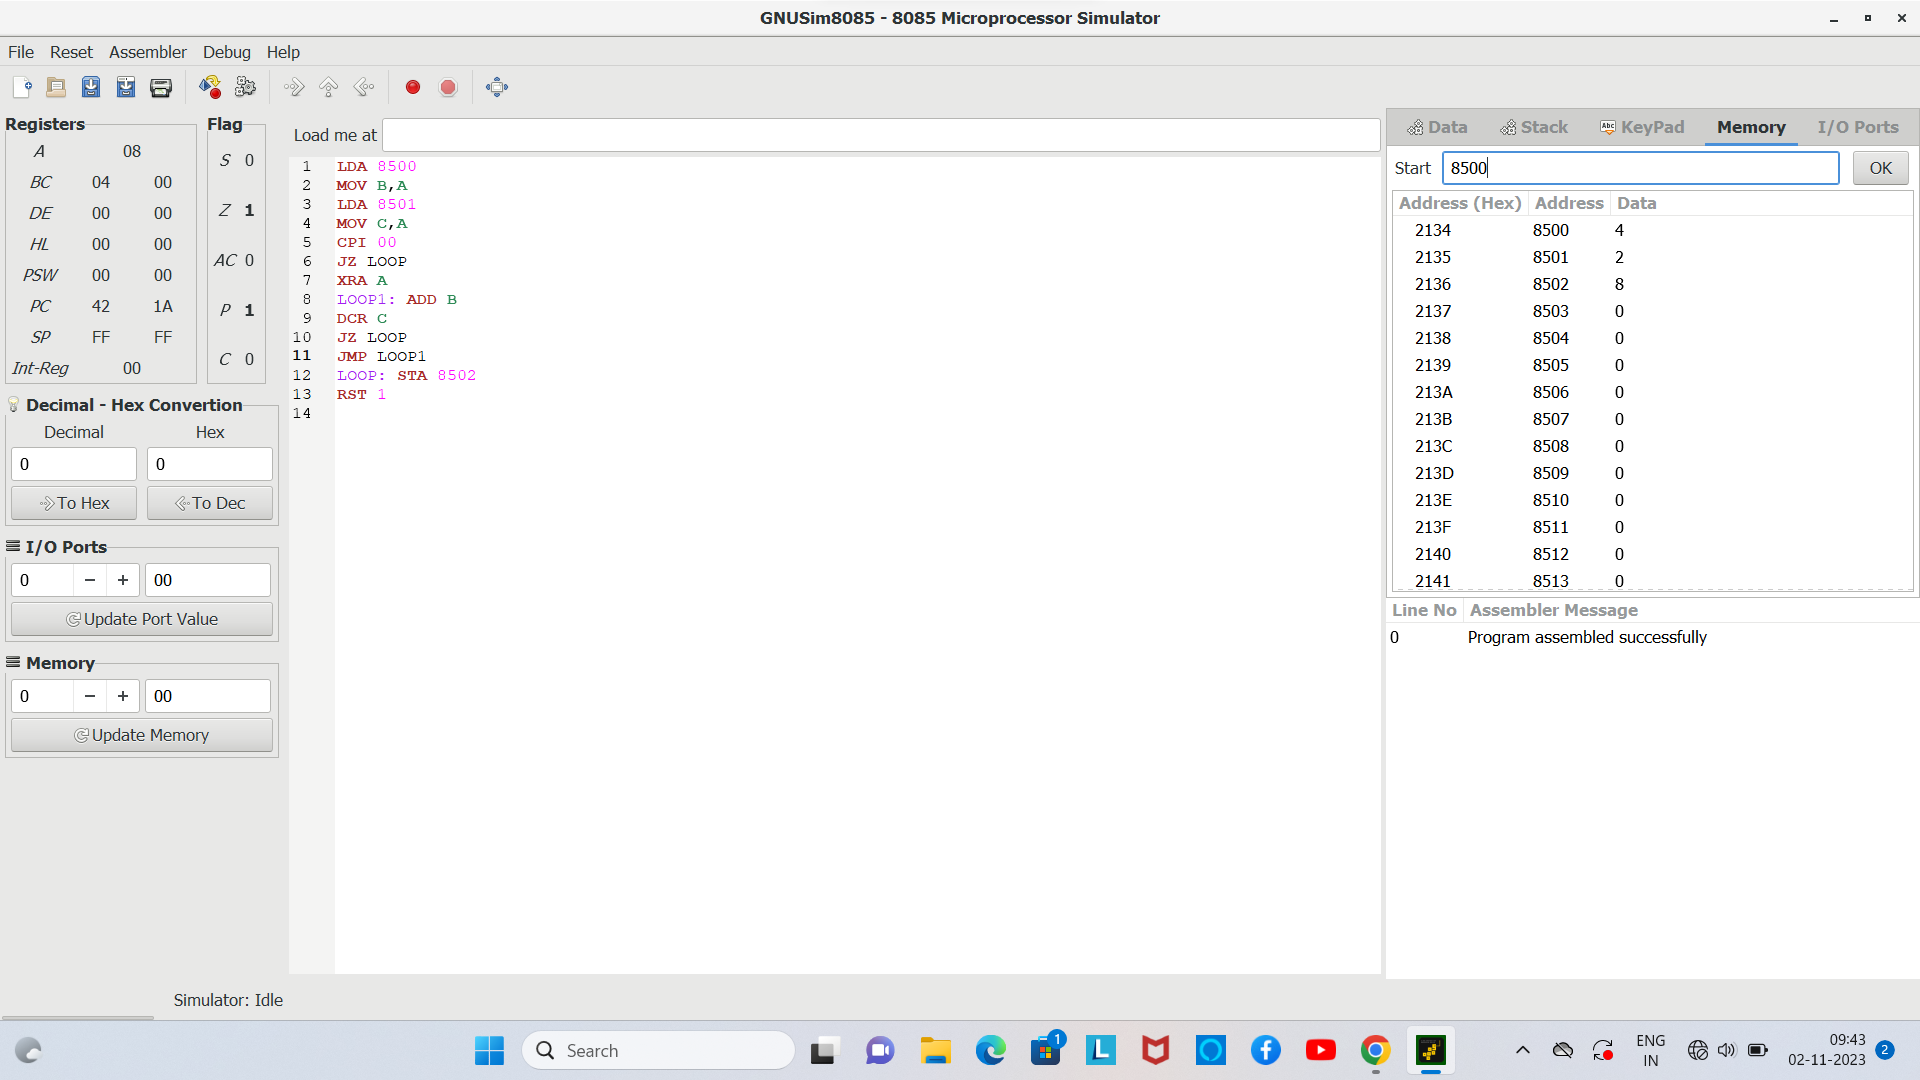 GNUSim8085 - 8085 Microprocessor Simulator
File Reset Assembler Debug Help
Registers
A 08
BC 04 00
DE 00 00
HL 00 00
PSW 00 00
PC 42 1A
SP FF FF
Int-Reg 00
Flag
S 0
Z 1
AC 0
P 1
C 0
Decimal - Hex Convertion
Decimal Hex
0 0
To Hex To Dec
I/O Ports
0 − + 00
Update Port Value
Memory
0 − + 00
Update Memory
Load me at
1 LDA 8500
2 MOV B,A
3 LDA 8501
4 MOV C,A
5 CPI 00
6 JZ LOOP
7 XRA A
8 LOOP1: ADD B
9 DCR C
10 JZ LOOP
11 JMP LOOP1
12 LOOP: STA 8502
13 RST 1
14
Data Stack Abc KeyPad Memory I/O Ports
Start 8500 OK
Address (Hex) Address Data
2134 8500 4
2135 8501 2
2136 8502 8
2137 8503 0
2138 8504 0
2139 8505 0
213A 8506 0
213B 8507 0
213C 8508 0
213D 8509 0
213E 8510 0
213F 8511 0
2140 8512 0
2141 8513 0
Line No Assembler Message
0 Program assembled successfully
Simulator: Idle
Search
1
L
ENG
IN
09:43
02-11-2023
2